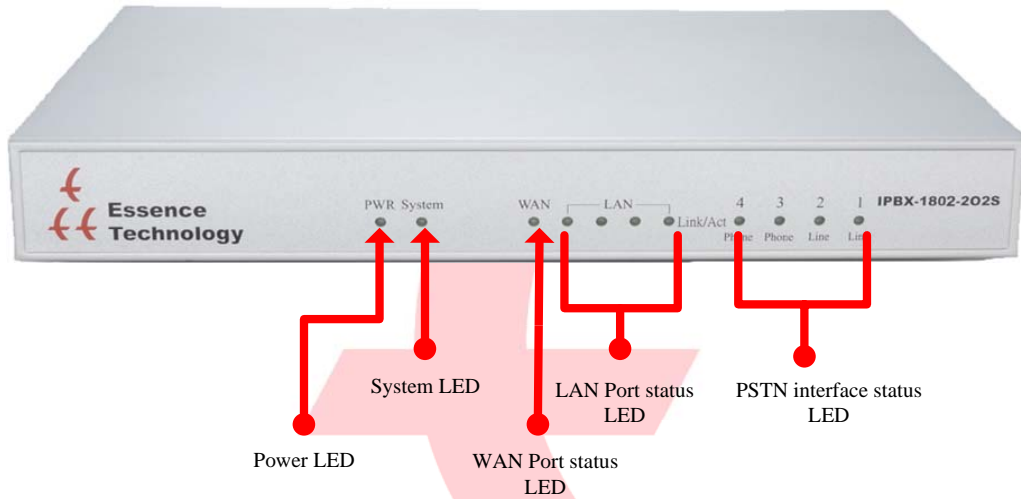 Essence
Technology
PWR System
WAN
LAN
Link/Act
4 3 2 1
Phone Phone Line Line
IPBX-1802-2O2S
System LED
LAN Port status
LED
PSTN interface status
LED
Power LED
WAN Port status
LED